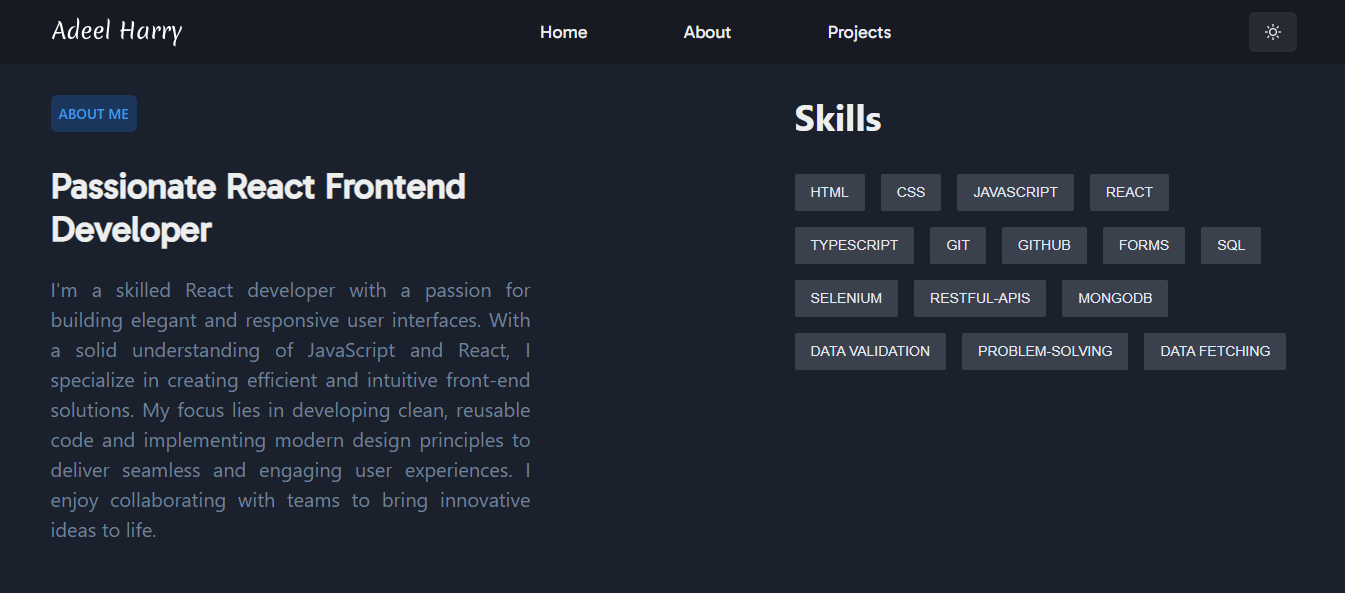 Adeel Harry
Home
About
Projects
ABOUT ME
Passionate React Frontend
Developer
I'm a skilled React developer with a passion for
building elegant and responsive user interfaces. With
a solid understanding of JavaScript and React, I
specialize in creating efficient and intuitive front-end
solutions. My focus lies in developing clean, reusable
code and implementing modern design principles to
deliver seamless and engaging user experiences. I
enjoy collaborating with teams to bring innovative
ideas to life.
Skills
HTML CSS JAVASCRIPT REACT
TYPESCRIPT GIT GITHUB FORMS SQL
SELENIUM RESTFUL-APIS MONGODB
DATA VALIDATION PROBLEM-SOLVING DATA FETCHING